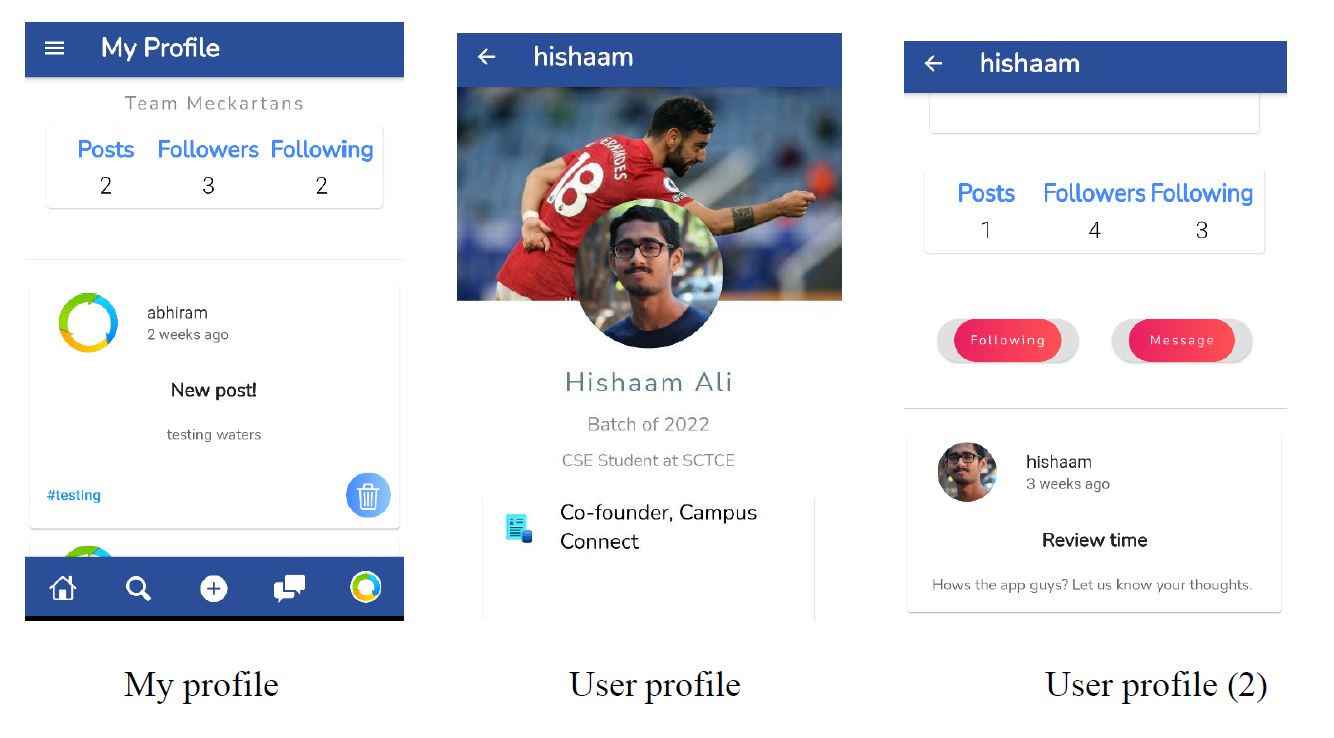 My Profile
Team Meckartans
Posts Followers Following
2 3 2
abhiram
2 weeks ago
New post!
testing waters
#testing
My profile
hishaam
FERNANDES
18
Hishaam Ali
Batch of 2022
CSE Student at SCTCE
Co-founder, Campus
Connect
User profile
hishaam
Posts Followers Following
1 4 3
Following Message
hishaam
3 weeks ago
Review time
Hows the app guys? Let us know your thoughts.
User profile (2)